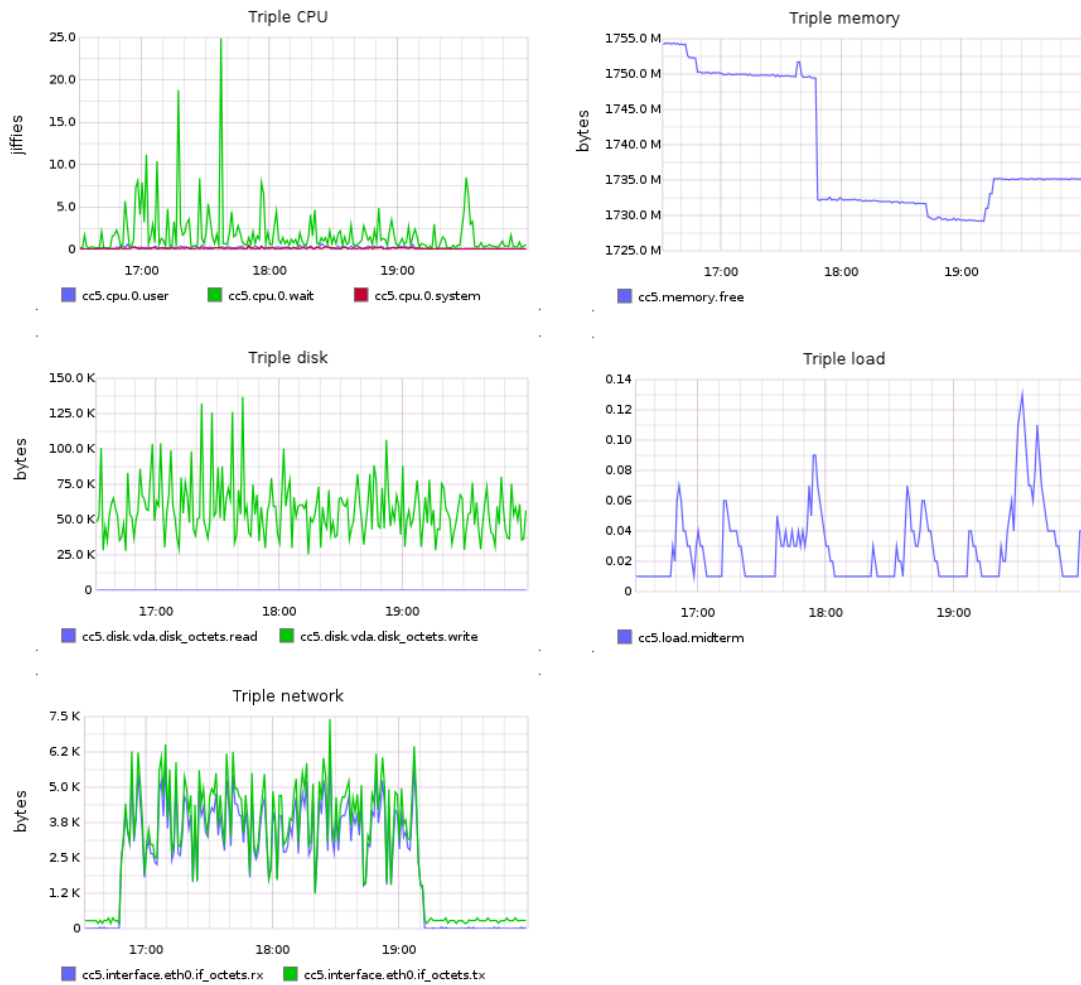 Triple CPU
25.0
20.0
15.0
10.0
5.0
0
jiffies
17:00 18:00 19:00
cc5.cpu.0.user cc5.cpu.0.wait cc5.cpu.0.system
Triple memory
1755.0 M
1750.0 M
1745.0 M
1740.0 M
1735.0 M
1730.0 M
1725.0 M
bytes
17:00 18:00 19:00
cc5.memory.free
Triple disk
150.0 K
125.0 K
100.0 K
75.0 K
50.0 K
25.0 K
0
bytes
17:00 18:00 19:00
cc5.disk.vda.disk_octets.read cc5.disk.vda.disk_octets.write
Triple load
0.14
0.12
0.10
0.08
0.06
0.04
0.02
0
17:00 18:00 19:00
cc5.load.midterm
Triple network
7.5 K
6.2 K
5.0 K
3.8 K
2.5 K
1.2 K
0
bytes
17:00 18:00 19:00
cc5.interface.eth0.if_octets.rx cc5.interface.eth0.if_octets.tx